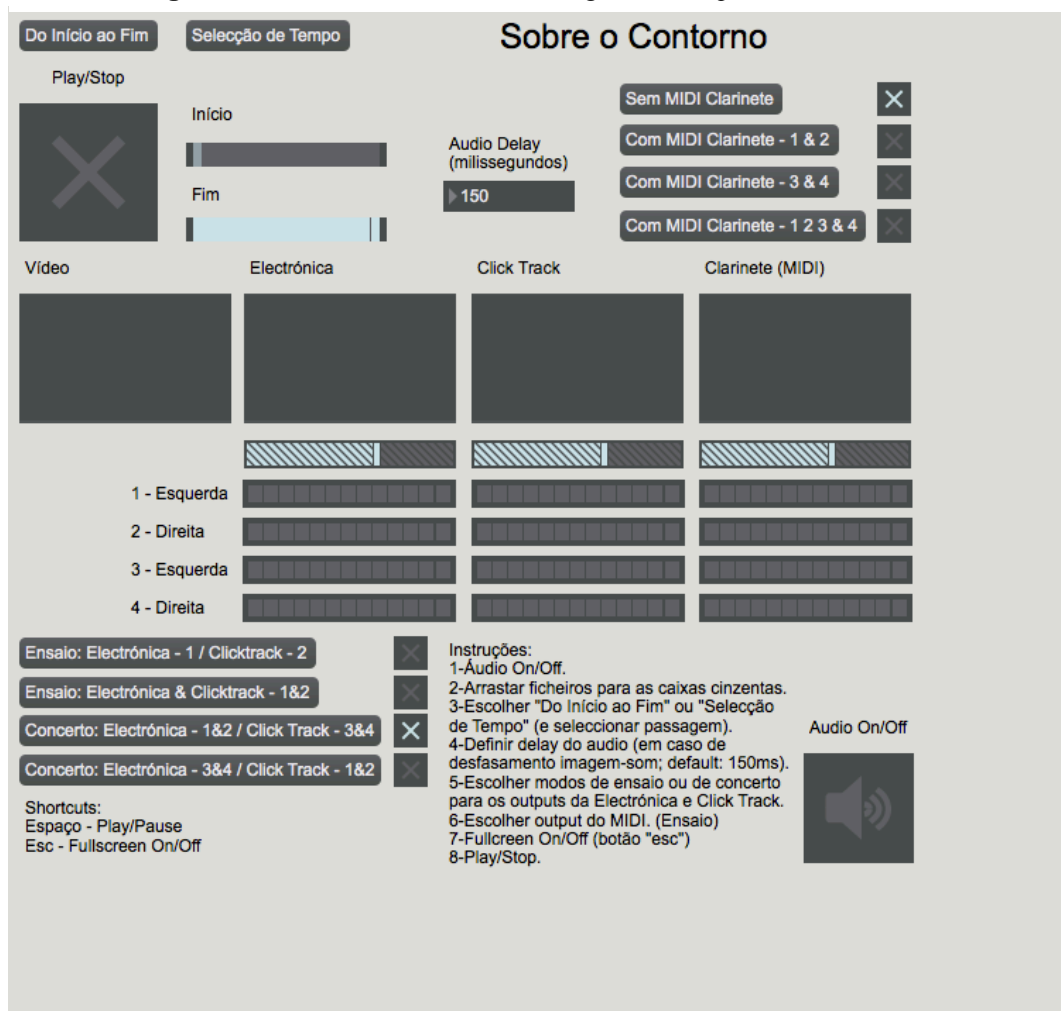 Do Início ao Fim
Selecção de Tempo
Sobre o Contorno
Play/Stop
Início
Fim
Audio Delay
(milissegundos)
150
Sem MIDI Clarinete
Com MIDI Clarinete - 1 & 2
Com MIDI Clarinete - 3 & 4
Com MIDI Clarinete - 1 2 3 & 4
Vídeo
Electrónica
Click Track
Clarinete (MIDI)
1 - Esquerda
2 - Direita
3 - Esquerda
4 - Direita
Ensaio: Electrónica - 1 / Clicktrack - 2
Ensaio: Electrónica & Clicktrack - 1&2
Concerto: Electrónica - 1&2 / Click Track - 3&4
Concerto: Electrónica - 3&4 / Click Track - 1&2
Shortcuts:
Espaço - Play/Pause
Esc - Fullscreen On/Off
Instruções:
1-Áudio On/Off.
2-Arrastar ficheiros para as caixas cinzentas.
3-Escolher "Do Início ao Fim" ou "Selecção
de Tempo" (e seleccionar passagem).
4-Definir delay do audio (em caso de
desfasamento imagem-som; default: 150ms).
5-Escolher modos de ensaio ou de concerto
para os outputs da Electrónica e Click Track.
6-Escolher output do MIDI. (Ensaio)
7-Fullcreen On/Off (botão "esc")
8-Play/Stop.
Audio On/Off